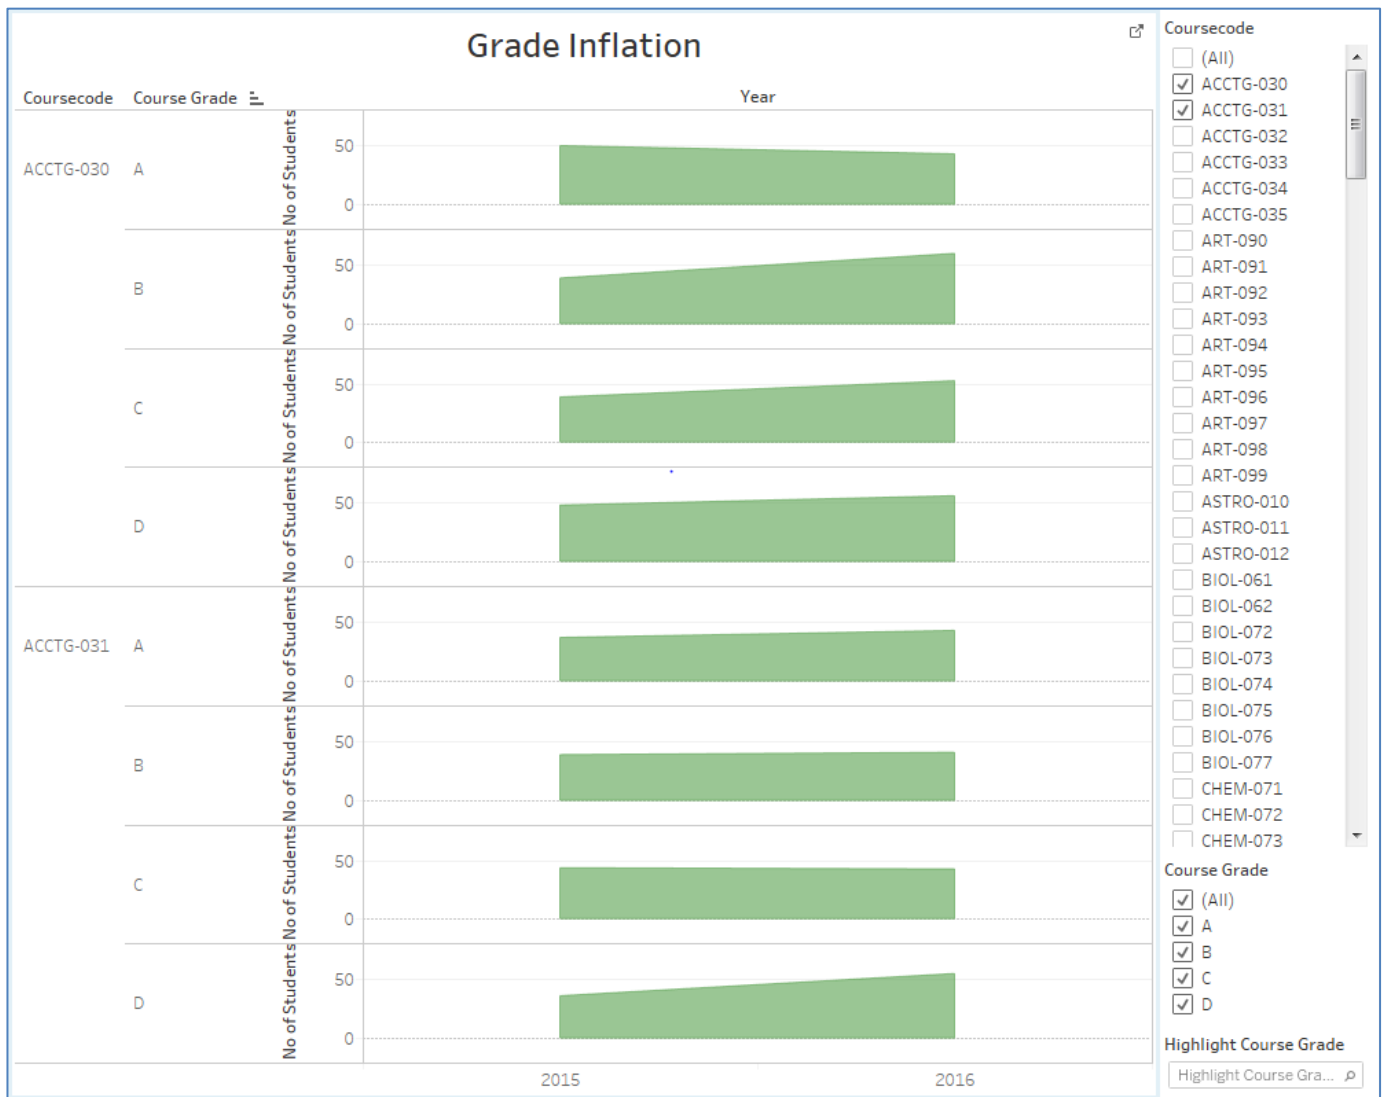 Grade Inflation
Coursecode Course Grade Year
ACCTG-030 A No of Students 50 0
B No of Students 50 0
C No of Students 50 0
D No of Students 50 0
ACCTG-031 A No of Students 50 0
B No of Students 50 0
C No of Students 50 0
D No of Students 50 0
2015 2016
Coursecode
(All)
ACCTG-030
ACCTG-031
ACCTG-032
ACCTG-033
ACCTG-034
ACCTG-035
ART-090
ART-091
ART-092
ART-093
ART-094
ART-095
ART-096
ART-097
ART-098
ART-099
ASTRO-010
ASTRO-011
ASTRO-012
BIOL-061
BIOL-062
BIOL-072
BIOL-073
BIOL-074
BIOL-075
BIOL-076
BIOL-077
CHEM-071
CHEM-072
CHEM-073
Course Grade
(All)
A
B
C
D
Highlight Course Grade
Highlight Course Gra...